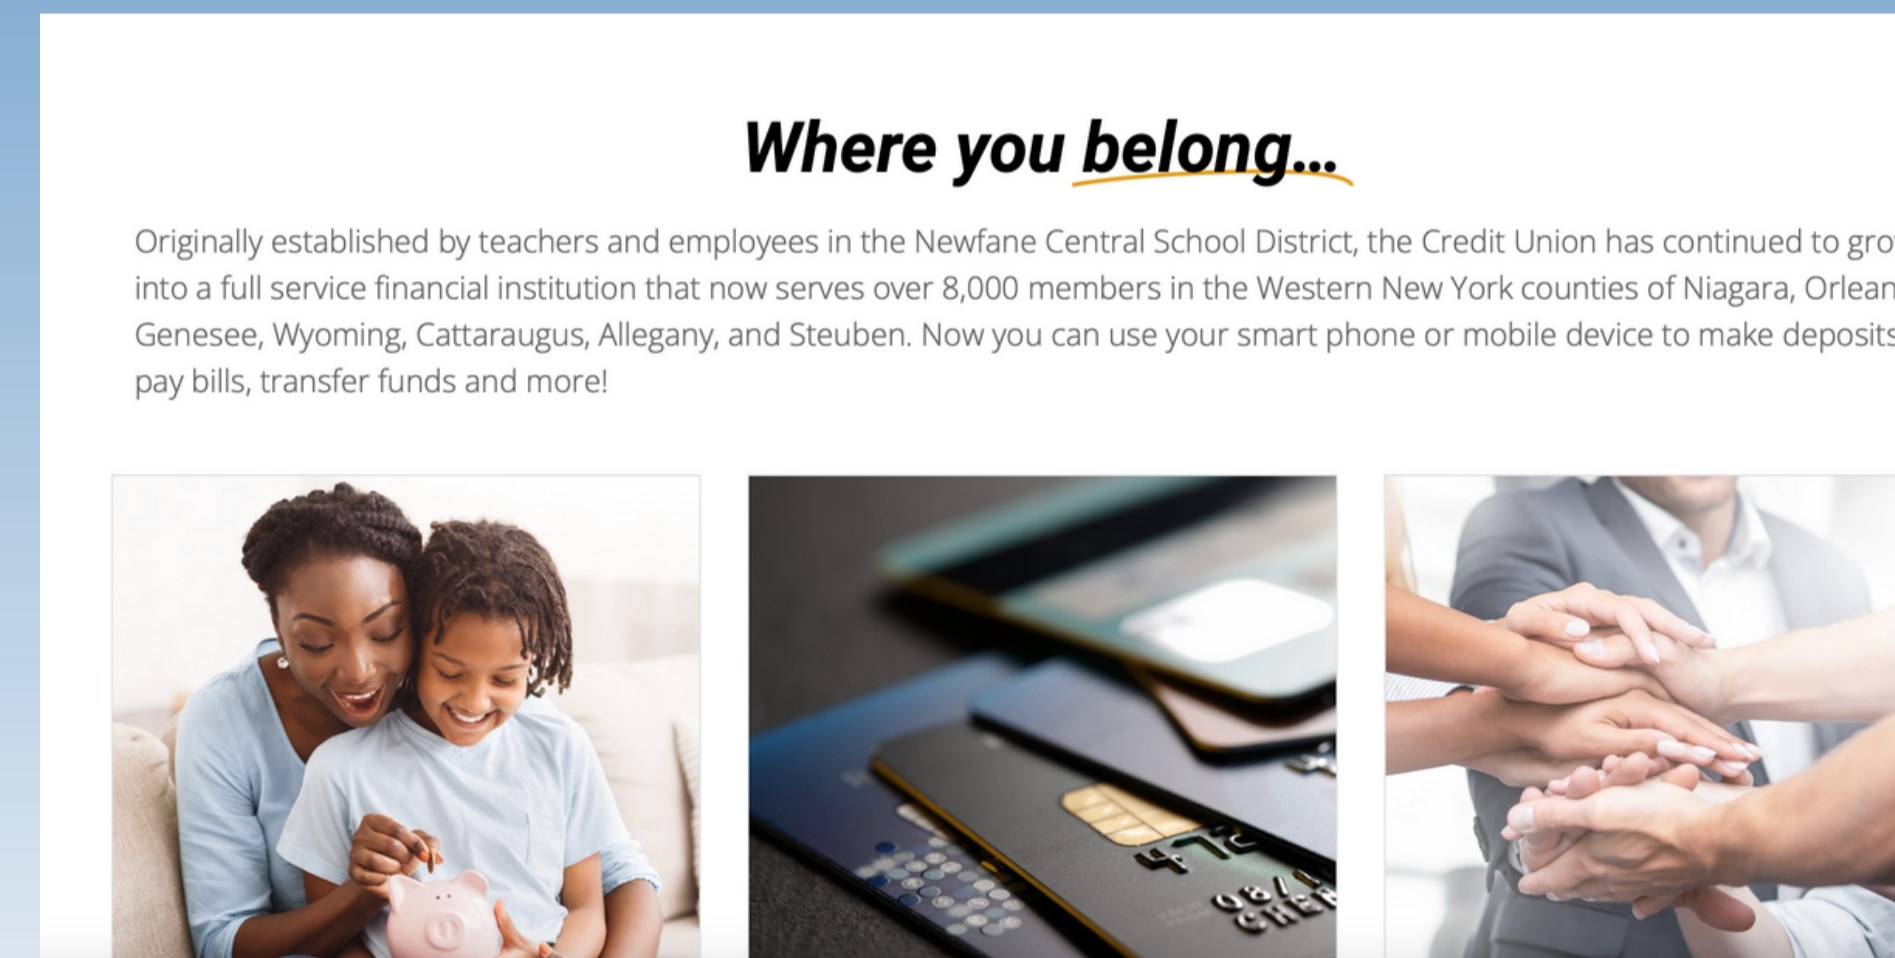 Where you belong...
Originally established by teachers and employees in the Newfane Central School District, the Credit Union has continued to
into a full service financial institution that now serves over 8,000 members in the Western New York counties of Niagara,
Genesee, Wyoming, Cattaraugus, Allegany, and Steuben. Now you can use your smart phone or mobile device to make deposits
pay bills, transfer funds and more!
472
08/